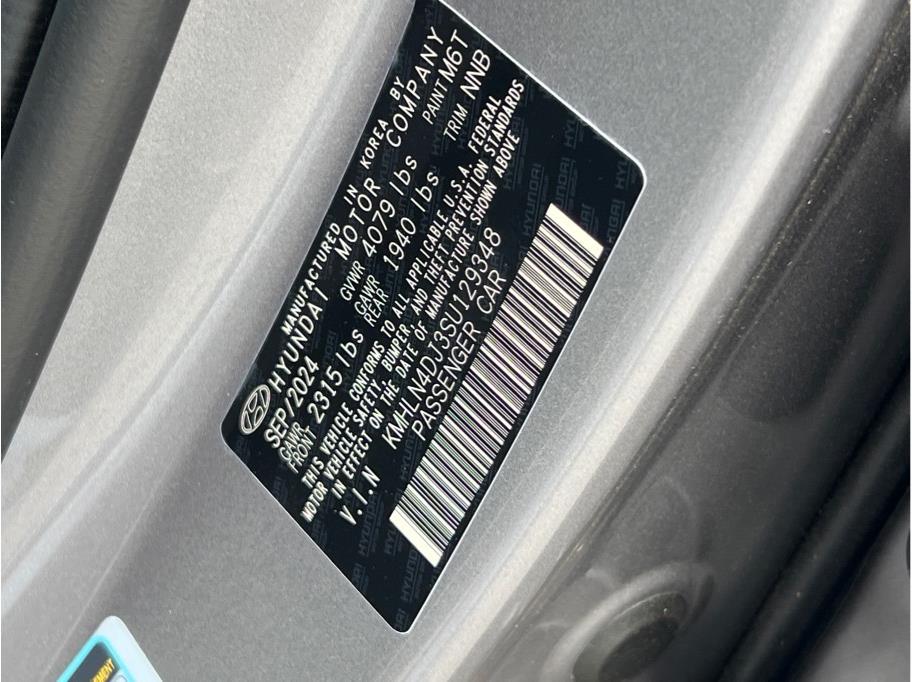 MANUFACTURED IN KOREA BY
HYUNDAI MOTOR COMPANY
SEP/2024 GVWR 4079 lbs PAINT M6T
GAWR FRONT 2315 lbs GAWR REAR 1940 lbs TRIM NNB
THIS VEHICLE CONFORMS TO ALL APPLICABLE U.S.A. FEDERAL
MOTOR VEHICLE SAFETY, BUMPER, AND THEFT PREVENTION STANDARDS
IN EFFECT ON THE DATE OF MANUFACTURE SHOWN ABOVE
V.I.N KMHLN4DJ3SU129348
PASSENGER CAR